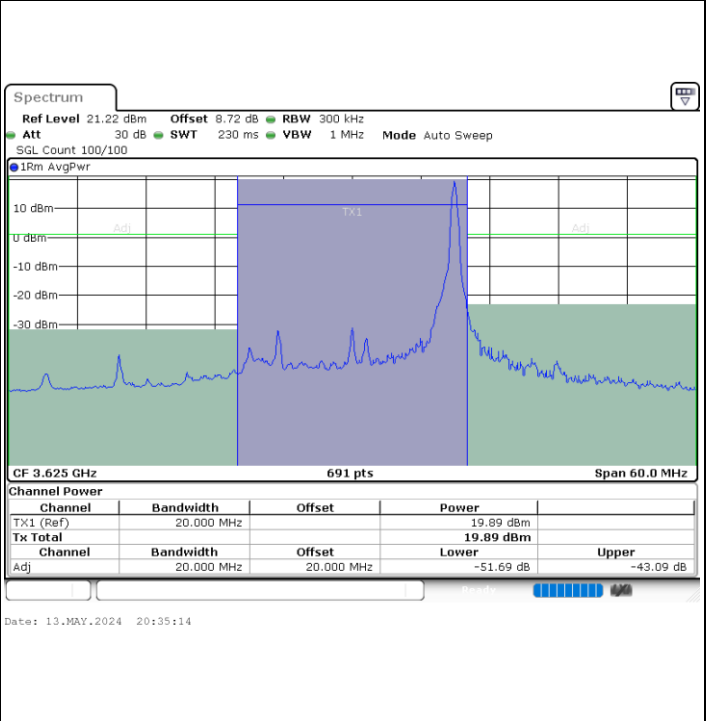 Spectrum
Ref Level 21.22 dBm Offset 8.72 dB RBW 300 kHz
Att 30 dB SWT 230 ms VBW 1 MHz Mode Auto Sweep
SGL Count 100/100
1Rm AvgPwr
10 dBm
TX1
Adj Adj
0 dBm
-10 dBm
-20 dBm
-30 dBm
CF 3.625 GHz 691 pts Span 60.0 MHz
Channel Power
Channel Bandwidth Offset Power
TX1 (Ref) 20.000 MHz 19.89 dBm
Tx Total 19.89 dBm
Channel Bandwidth Offset Lower Upper
Adj 20.000 MHz 20.000 MHz -51.69 dB -43.09 dB
Ready
Date: 13.MAY.2024 20:35:14